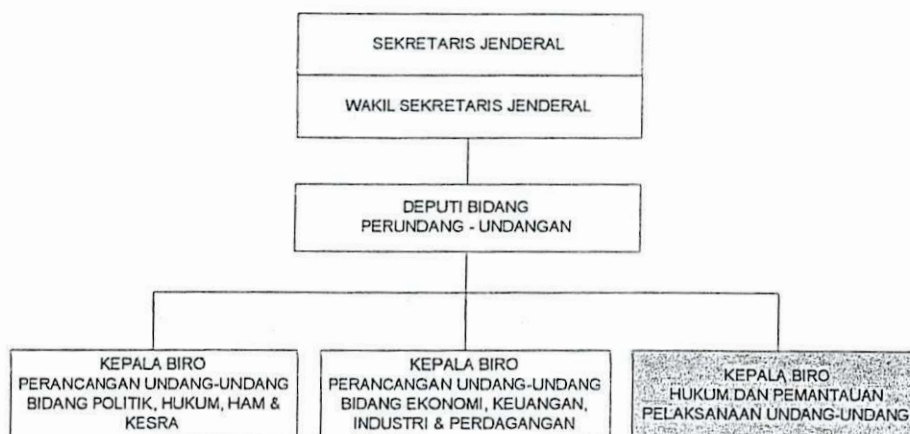 SEKRETARIS JENDERAL
WAKIL SEKRETARIS JENDERAL
DEPUTI BIDANG
PERUNDANG - UNDANGAN
KEPALA BIRO
PERANCANGAN UNDANG-UNDANG
BIDANG POLITIK, HUKUM, HAM &
KESRA
KEPALA BIRO
PERANCANGAN UNDANG-UNDANG
BIDANG EKONOMI, KEUANGAN,
INDUSTRI & PERDAGANGAN
KEPALA BIRO
HUKUM DAN PEMANTAUAN
PELAKSANAAN UNDANG-UNDANG